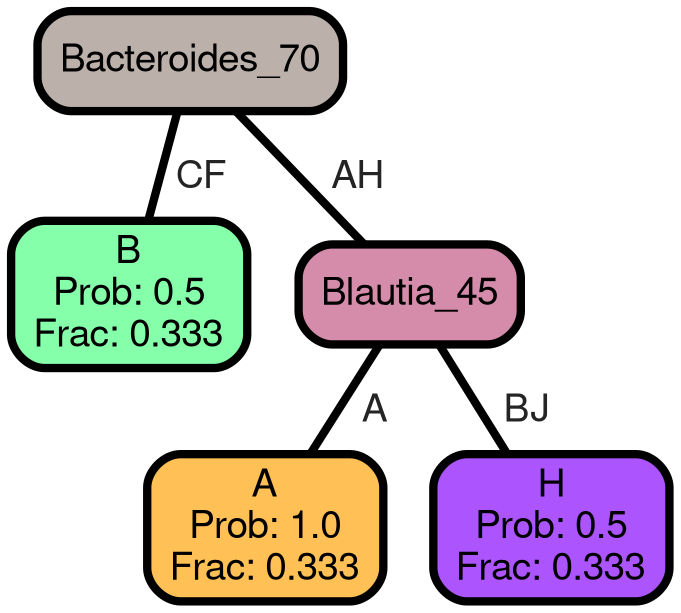 Bacteroides_70
CF
AH
B
Prob: 0.5
Frac: 0.333
Blautia_45
A
BJ
A
Prob: 1.0
Frac: 0.333
H
Prob: 0.5
Frac: 0.333